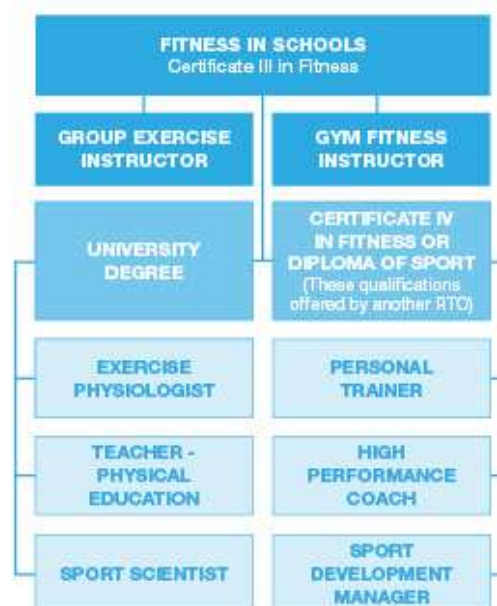 FITNESS IN SCHOOLS
Certificate III in Fitness
GROUP EXERCISE
INSTRUCTOR
GYM FITNESS
INSTRUCTOR
UNIVERSITY
DEGREE
CERTIFICATE IV
IN FITNESS OR
DIPLOMA OF SPORT
(These qualifications
offered by another RTO)
EXERCISE
PHYSIOLOGIST
PERSONAL
TRAINER
TEACHER -
PHYSICAL
EDUCATION
HIGH
PERFORMANCE
COACH
SPORT SCIENTIST
SPORT
DEVELOPMENT
MANAGER